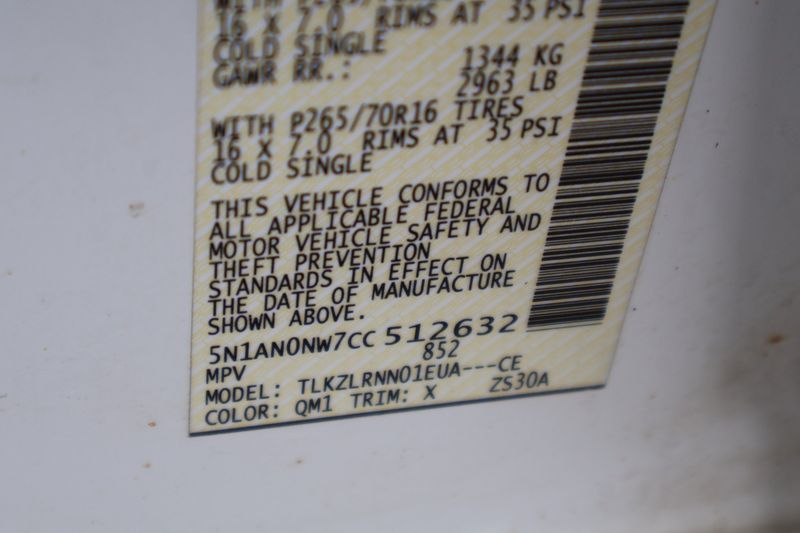 16 X 7.0 RIMS AT 35 PSI
COLD SINGLE
GAWR RR.: 1344 KG
2963 LB
WITH P265/70R16 TIRES
16 X 7.0 RIMS AT 35 PSI
COLD SINGLE
THIS VEHICLE CONFORMS TO
ALL APPLICABLE FEDERAL
MOTOR VEHICLE SAFETY AND
THEFT PREVENTION
STANDARDS IN EFFECT ON
THE DATE OF MANUFACTURE
SHOWN ABOVE.
5N1AN0NW7CC 512632
MPV 852
MODEL: TLKZLRNN01EUA---CE
COLOR: QM1 TRIM: X ZS30A